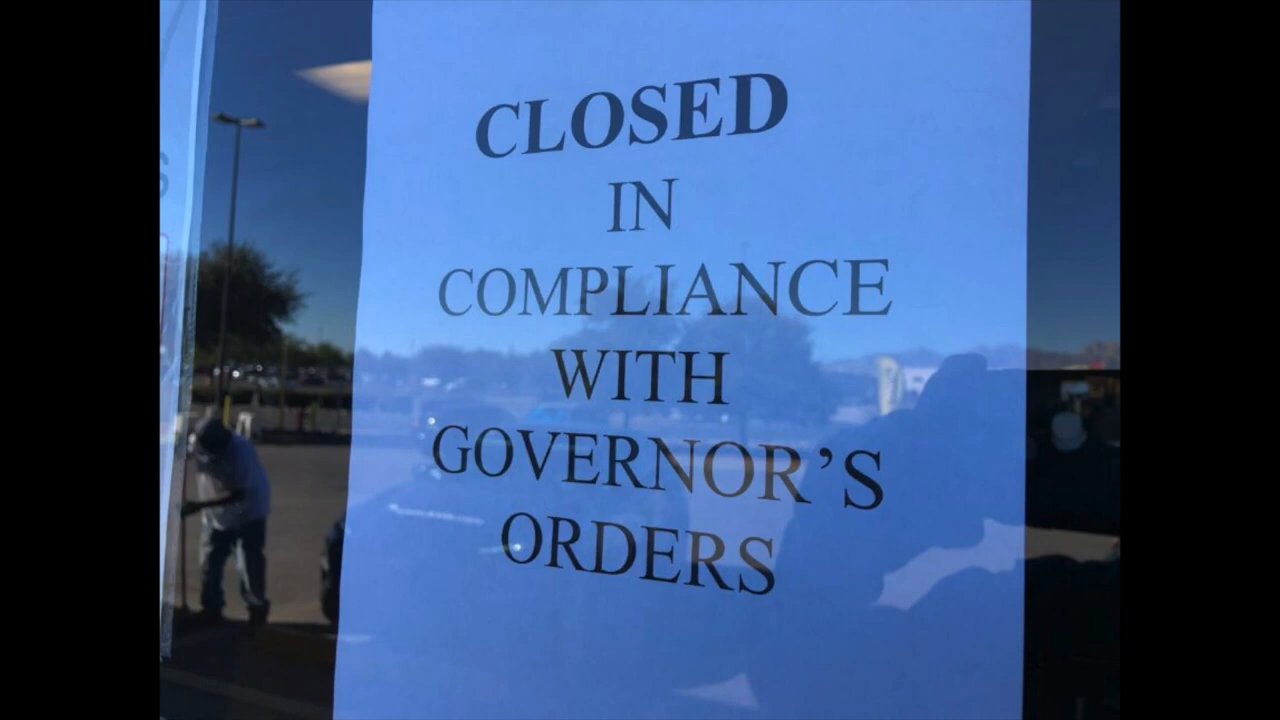 CLOSED
IN
COMPLIANCE
WITH
GOVERNOR’S
ORDERS